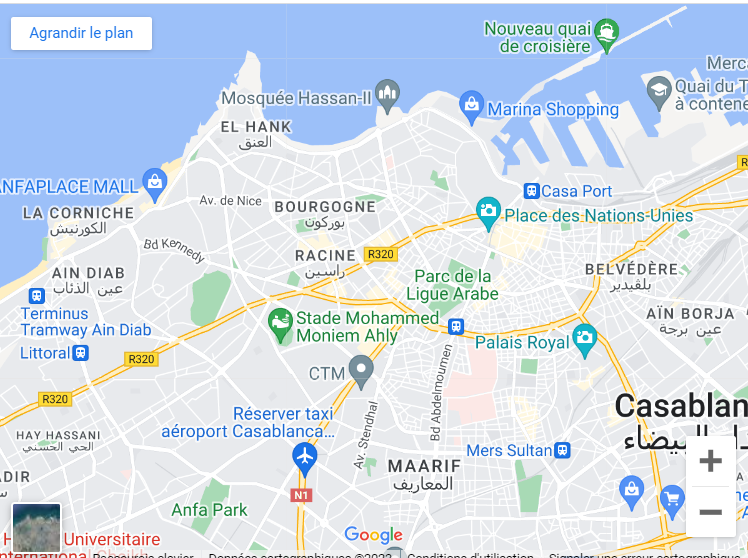 Agrandir le plan
Nouveau quai
de croisière
Merc
Quai du T
à contene
Mosquée Hassan-II
Marina Shopping
EL HANK
العنق
ANFAPLACE MALL
Casa Port
LA CORNICHE
الكورنيش
Av. de Nice
BOURGOGNE
بوركون
Place des Nations-Unies
Bd Kennedy
RACINE
راسين
R320
Parc de la
Ligue Arabe
BELVÉDÈRE
بلڤيدير
AIN DIAB
عين الذئاب
Terminus
Tramway Ain Diab
Stade Mohammed
Moniem Ahly
AÏN BORJA
عين برجة
Littoral
R320
Palais Royal
CTM
R320
Bd Abdelmoumen
Casablan
الدار البيضاء
Réserver taxi
aéroport Casablanca...
Av. Stendhal
HAY HASSANI
الحي الحسني
Mers Sultan
MAARIF
المعاريف
N1
Anfa Park
Google
Universitaire
Raccourcis clavier
Données cartographiques ©2022
Conditions d'utilisation
Signaler une erreur cartographique